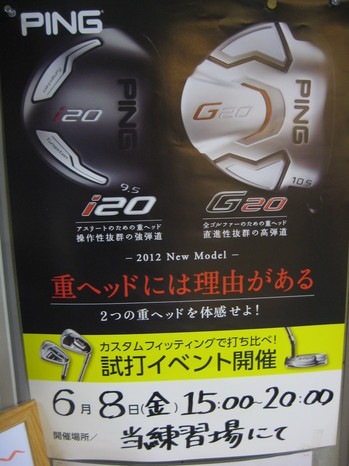 PING
i20
PING
Tungsten
G20
PING
10.5
9.5
i20
アスリートのための重ヘッド
操作性抜群の強弾道
G20
全ゴルファーのための重ヘッド
直進性抜群の高弾道
– 2012 New Model –
重ヘッドには理由がある
2つの重ヘッドを体感せよ!
カスタムフィッティングで打ち比べ!
試打イベント開催
6月8日(金) 15:00~20:00
開催場所/ 当練習場にて